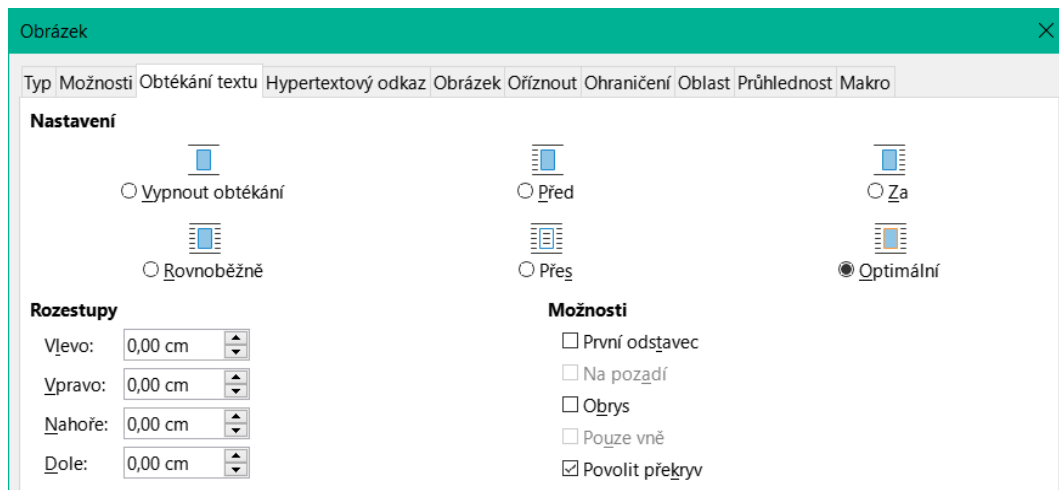 Obrázek
Typ Možnosti Obtékání textu Hypertextový odkaz Obrázek Oříznout Ohraničení Oblast Průhlednost Makro
Nastavení
Vypnout obtékání Před Za
Rovnoběžně Přes Optimální
Rozestupy Možnosti
Vlevo: 0,00 cm První odstavec
Na pozadí
Vpravo: 0,00 cm
Obrys
Nahoře: 0,00 cm
Pouze vně
Dole: 0,00 cm
Povolit překryv